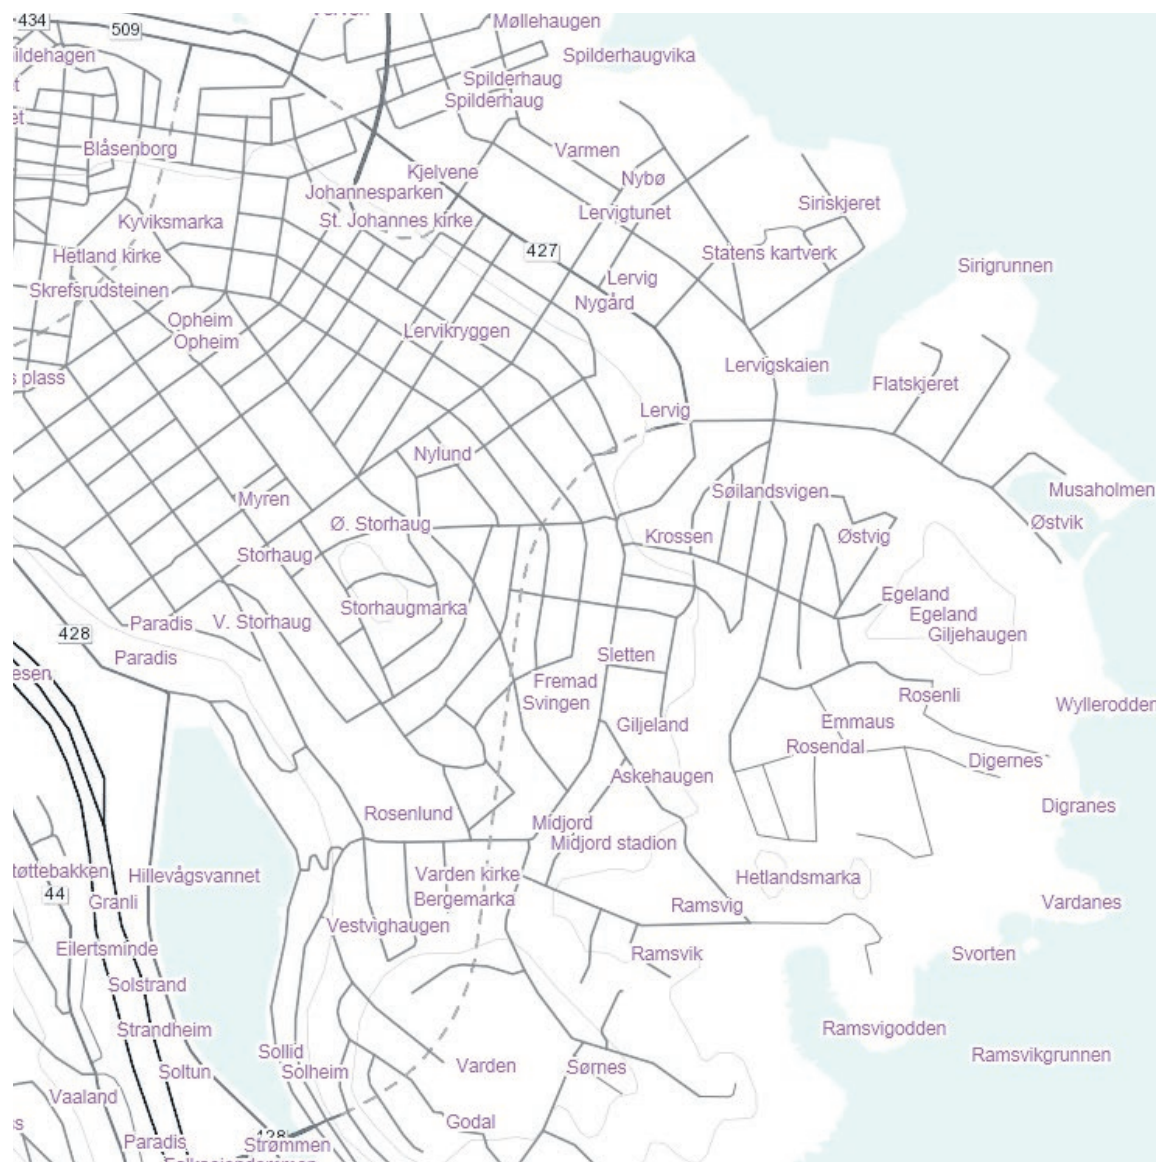 434
509
Møllehaugen
Spilderhaugvika
Spilderhaug
Spilderhaug
Blåsenborg
Varmen
Kjelvene
Nybø
Johannesparken
Siriskjeret
Kyviksmarka
St. Johannes kirke
Lervigtunet
427
Statens kartverk
Hetland kirke
Sirigrunnen
Lervig
Skrefsrudsteinen
Nygård
Opheim
Lervikryggen
Opheim
Lervigskaien
s plass
Flatskjeret
Lervig
Nylund
Søilandsvigen
Musaholmen
Myren
Ø. Storhaug
Østvik
Krossen
Østvig
Storhaug
Egeland
Storhaugmarka
Egeland
Paradis
V. Storhaug
Giljehaugen
428
Paradis
Sletten
Fremad
Rosenli
Svingen
Wyllerodden
Giljeland
Emmaus
Rosendal
Digernes
Askehaugen
Digranes
Rosenlund
Midjord
Midjord stadion
tøttebakken
Hillevågsvannet
Varden kirke
Hetlandsmarka
44
Granli
Bergemarka
Ramsvig
Vardanes
Vestvighaugen
Eilertsminde
Ramsvik
Svorten
Solstrand
Strandheim
Ramsvigodden
Sollid
Ramsvikgrunnen
Soltun
Solheim
Varden
Sørnes
Vaaland
Godal
428
Paradis
Strømmen